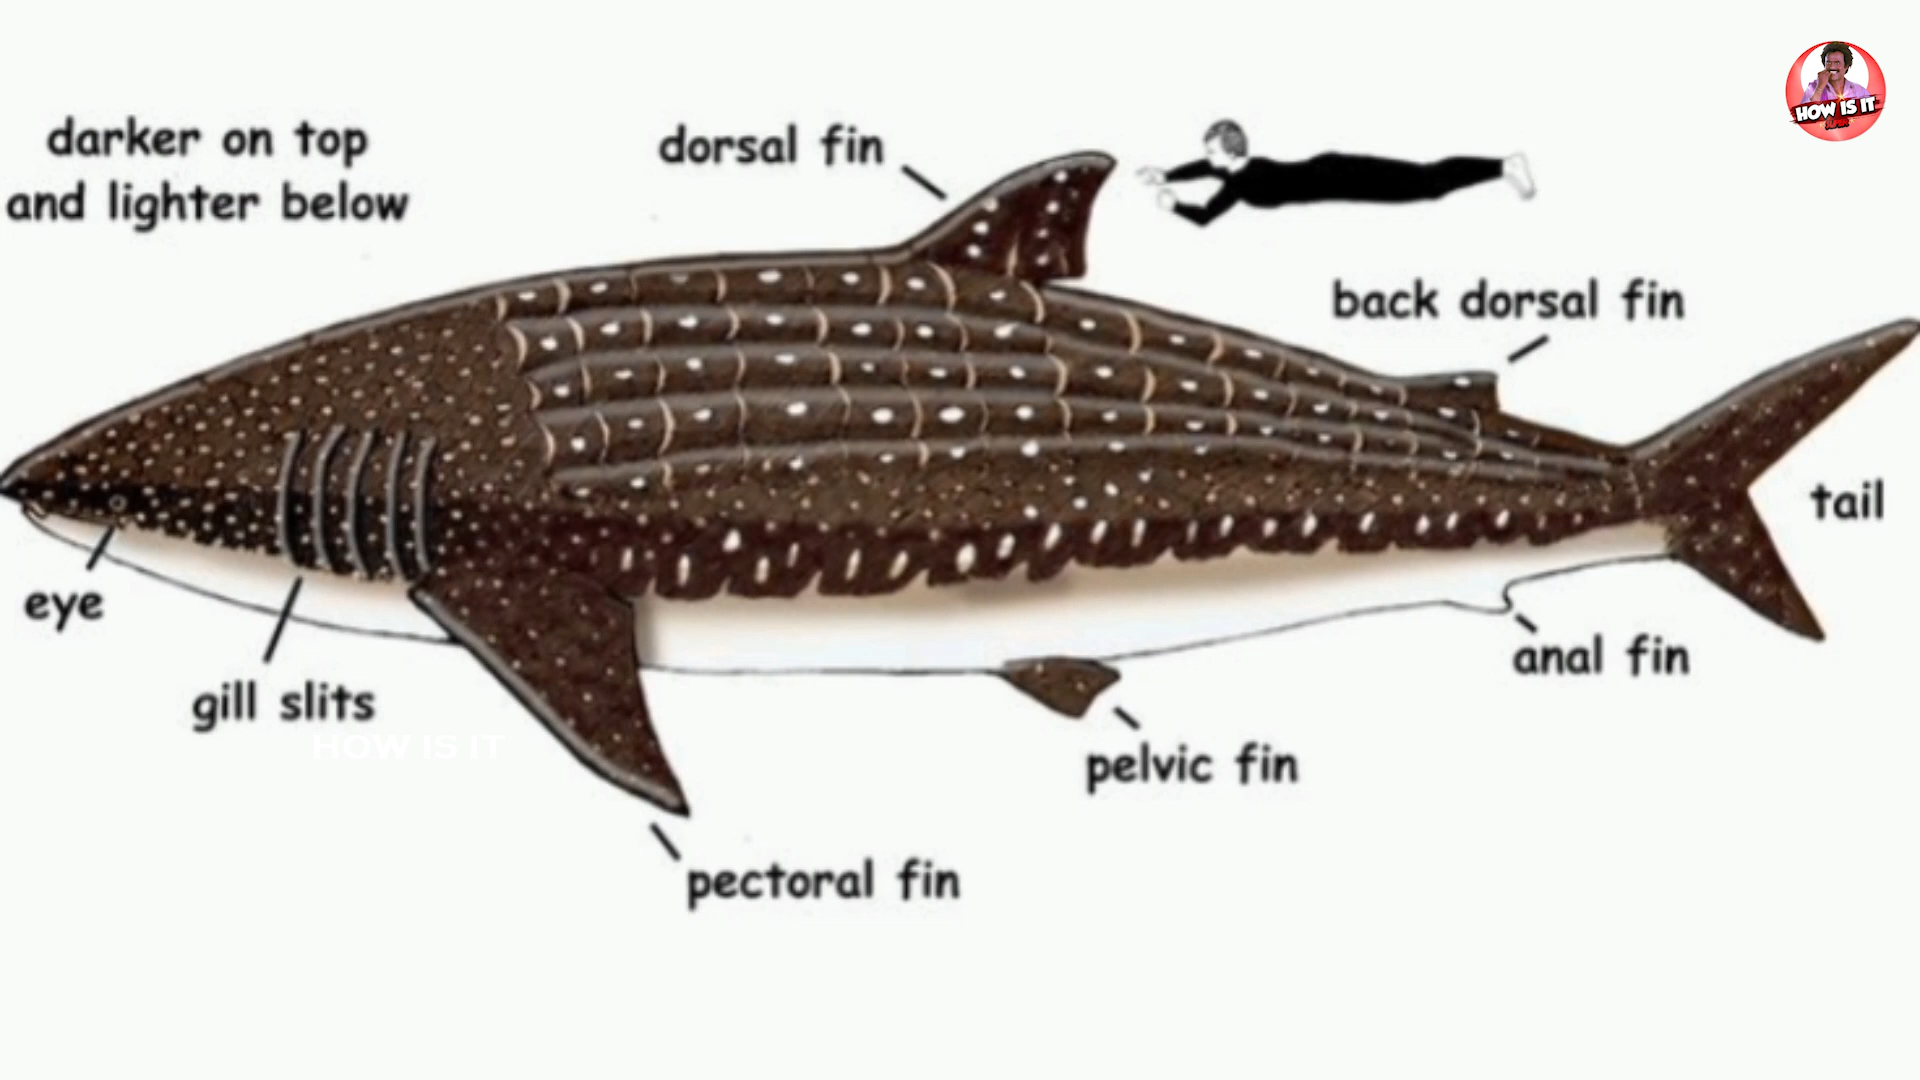 HOW IS IT
darker on top
and lighter below
dorsal fin
back dorsal fin
tail
eye
gill slits
anal fin
HOW IS IT
pelvic fin
pectoral fin